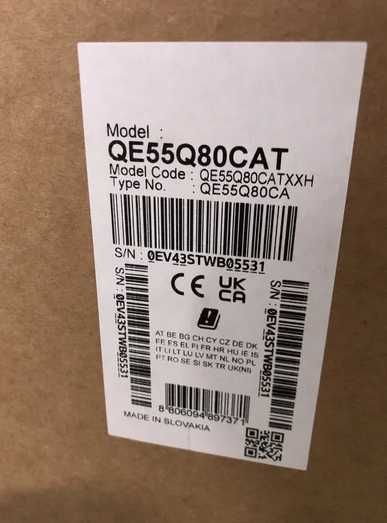 Model :
QE55Q80CAT
Model Code : QE55Q80CATXXH
Type No. : QE55Q80CA
S/N : 0EV43STWB05531
S/N : 0EV43STWB05531
S/N : 0EV43STWB05531
CE UK
CA
AT BE BG CH CY CZ DE DK
EE ES EL FI FR HR HU IE IS
IT LI LT LU LV MT NL NO PL
PT RO SE SI SK TR UK(NI)
8 806094 897371
MADE IN SLOVAKIA